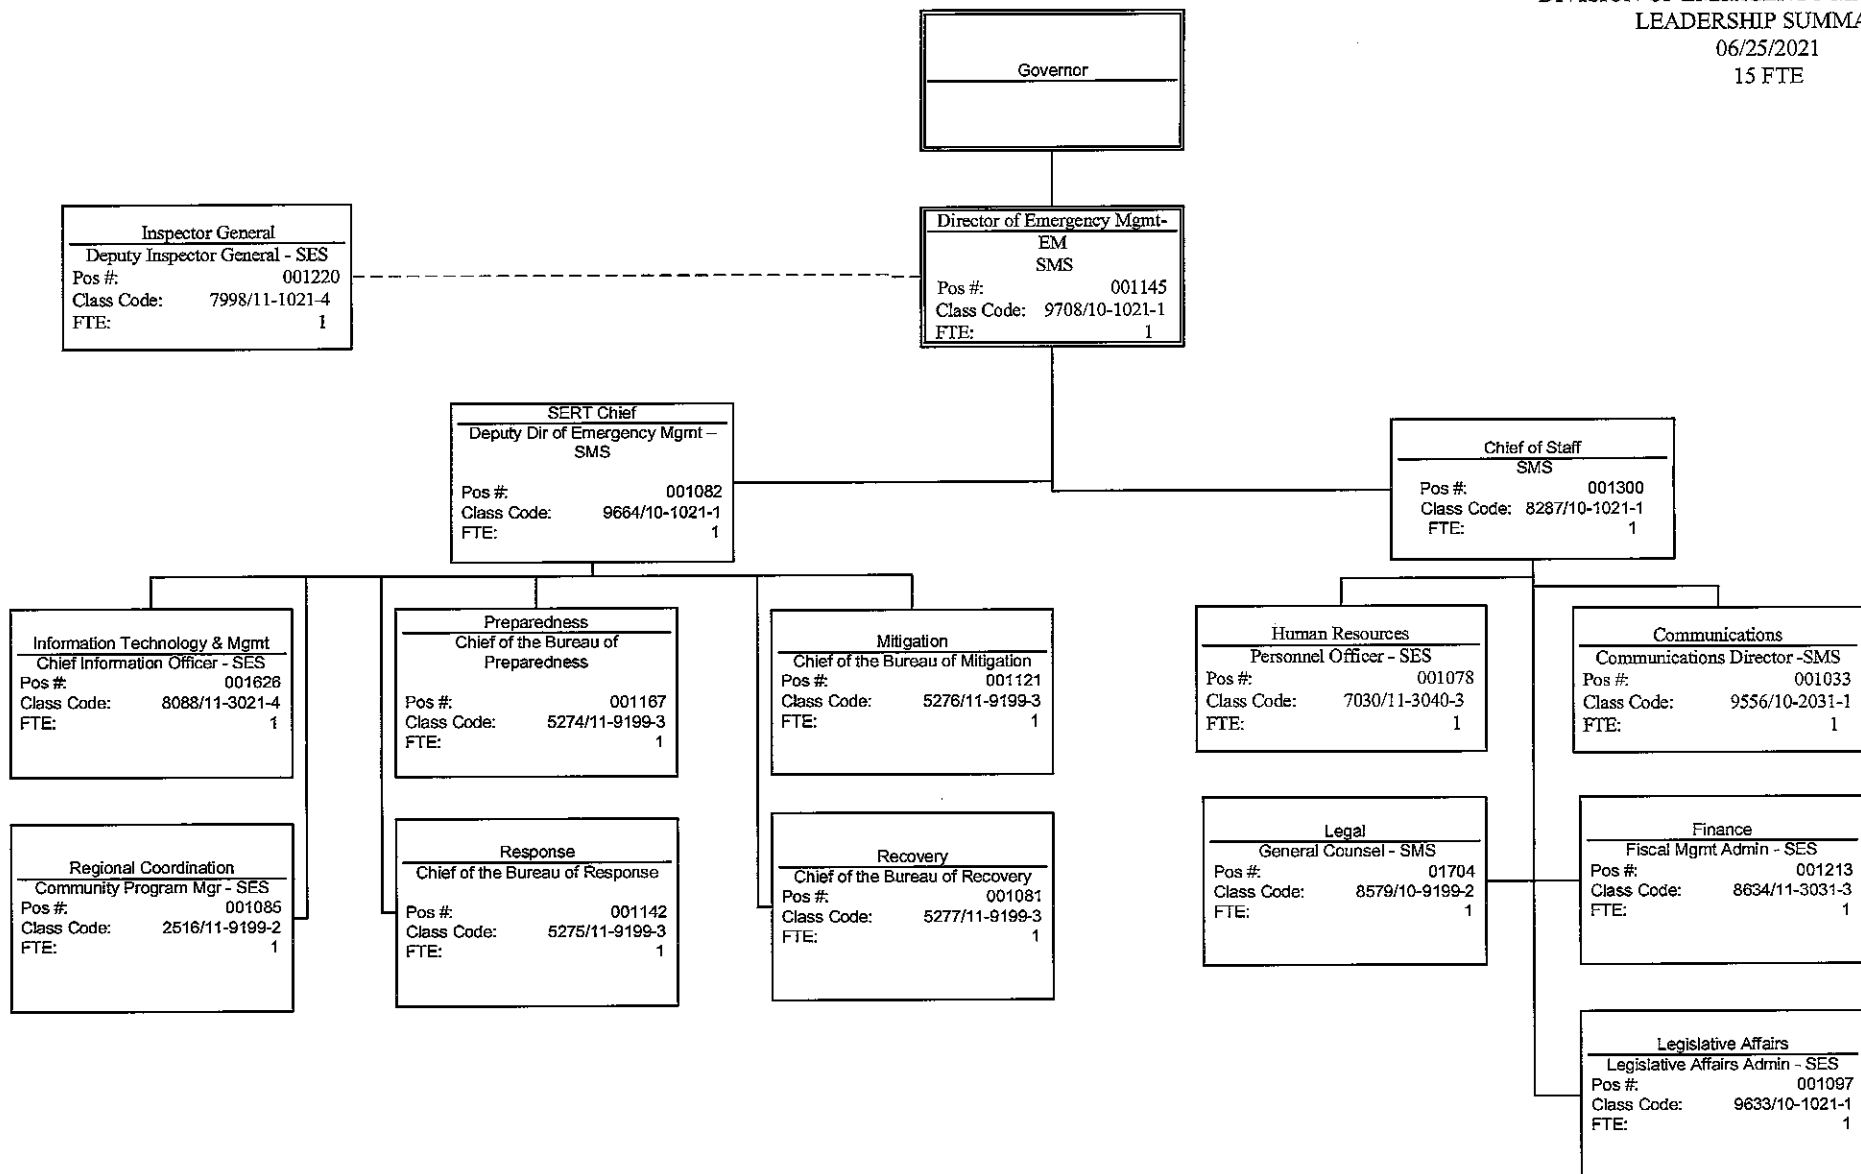 LEADERSHIP SUMMA
06/25/2021
15 FTE
Governor
Inspector General
Deputy Inspector General - SES
Pos #: 001220
Class Code: 7998/11-1021-4
FTE: 1
Director of Emergency Mgmt-
EM
SMS
Pos #: 001145
Class Code: 9708/10-1021-1
FTE: 1
SERT Chief
Deputy Dir of Emergency Mgmt –
SMS
Pos #: 001082
Class Code: 9664/10-1021-1
FTE: 1
Chief of Staff
SMS
Pos #: 001300
Class Code: 8287/10-1021-1
FTE: 1
Information Technology & Mgmt
Chief Information Officer - SES
Pos #: 001626
Class Code: 8088/11-3021-4
FTE: 1
Preparedness
Chief of the Bureau of
Preparedness
Pos #: 001167
Class Code: 5274/11-9199-3
FTE: 1
Mitigation
Chief of the Bureau of Mitigation
Pos #: 001121
Class Code: 5276/11-9199-3
FTE: 1
Human Resources
Personnel Officer - SES
Pos #: 001078
Class Code: 7030/11-3040-3
FTE: 1
Communications
Communications Director -SMS
Pos #: 001033
Class Code: 9556/10-2031-1
FTE: 1
Regional Coordination
Community Program Mgr - SES
Pos #: 001085
Class Code: 2516/11-9199-2
FTE: 1
Response
Chief of the Bureau of Response
Pos #: 001142
Class Code: 5275/11-9199-3
FTE: 1
Recovery
Chief of the Bureau of Recovery
Pos #: 001081
Class Code: 5277/11-9199-3
FTE: 1
Legal
General Counsel - SMS
Pos #: 01704
Class Code: 8579/10-9199-2
FTE: 1
Finance
Fiscal Mgmt Admin - SES
Pos #: 001213
Class Code: 8634/11-3031-3
FTE: 1
Legislative Affairs
Legislative Affairs Admin - SES
Pos #: 001097
Class Code: 9633/10-1021-1
FTE: 1